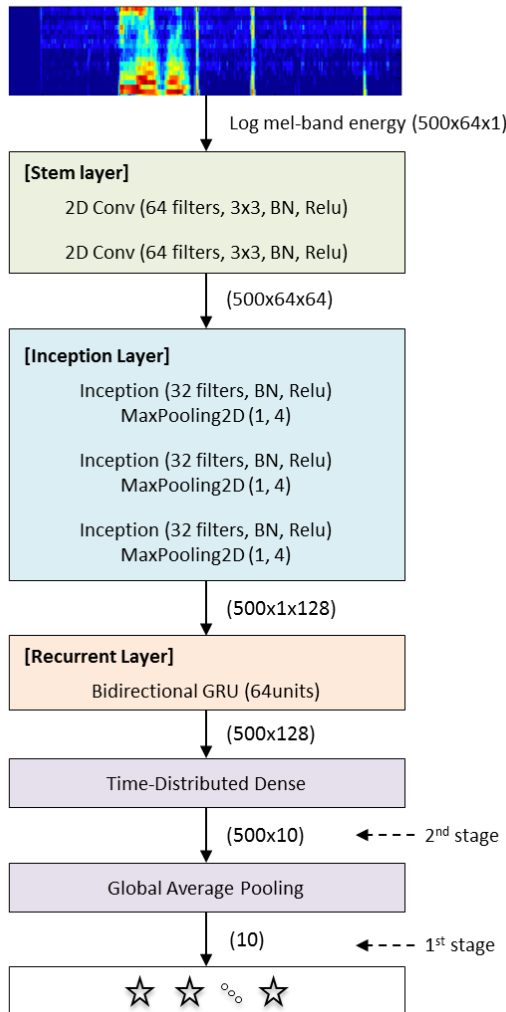 Log mel-band energy (500x64x1)
[Stem layer]
2D Conv (64 filters, 3x3, BN, Relu)
2D Conv (64 filters, 3x3, BN, Relu)
(500x64x64)
[Inception Layer]
Inception (32 filters, BN, Relu)
MaxPooling2D (1, 4)
Inception (32 filters, BN, Relu)
MaxPooling2D (1, 4)
Inception (32 filters, BN, Relu)
MaxPooling2D (1, 4)
(500x1x128)
[Recurrent Layer]
Bidirectional GRU (64units)
(500x128)
Time-Distributed Dense
(500x10)
2nd stage
Global Average Pooling
(10)
1st stage